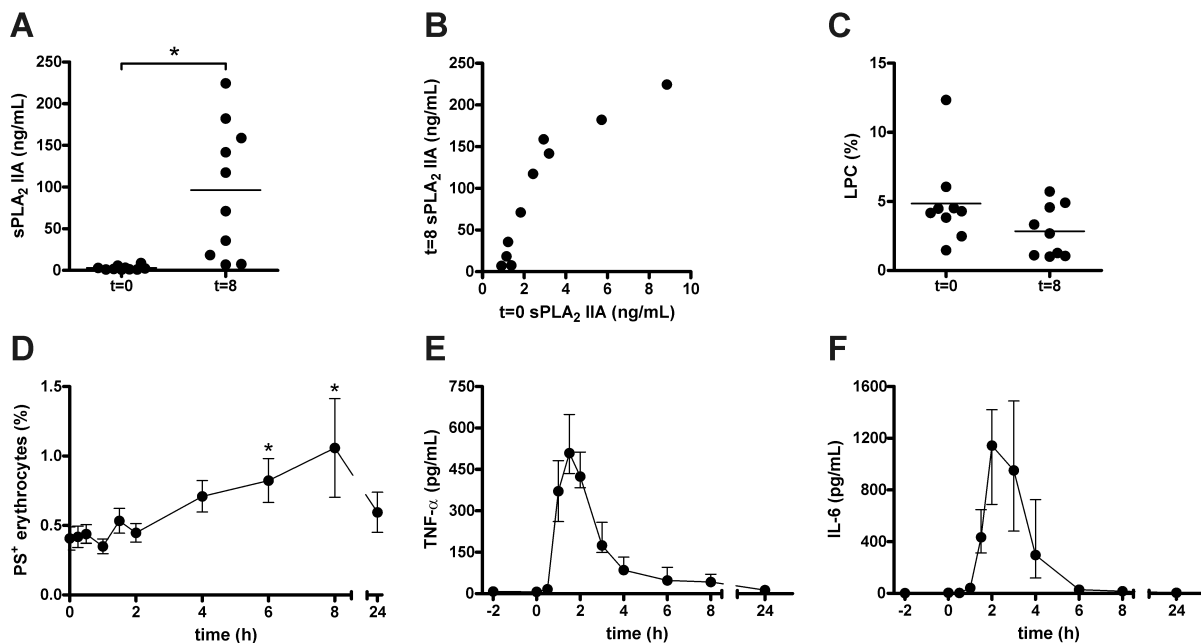 A
sPLA₂ IIA (ng/mL)
250
200
150
100
50
0
*
t=0
t=8
B
t=8 sPLA₂ IIA (ng/mL)
250
200
150
100
50
0
0 2 4 6 8 10
t=0 sPLA₂ IIA (ng/mL)
C
LPC (%)
15
10
5
0
t=0
t=8
D
PS⁺ erythrocytes (%)
1.5
1.0
0.5
0.0
*
*
0 2 4 6 8 24
time (h)
E
TNF-α (pg/mL)
750
600
450
300
150
0
-2 0 2 4 6 8 24
time (h)
F
IL-6 (pg/mL)
1600
1200
800
400
0
-2 0 2 4 6 8 24
time (h)